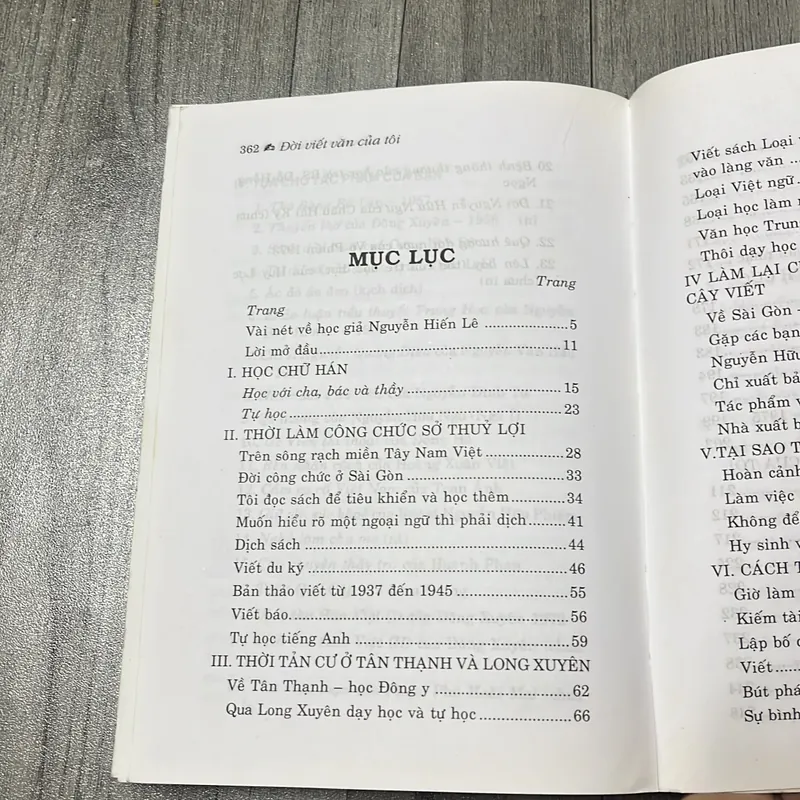 362 ✍ Đời viết văn của tôi
MỤC LỤC
Trang
Trang
Vài nét về học giả Nguyễn Hiến Lê ................5
Lời mở đầu................................................11
I. HỌC CHỮ HÁN
Học với cha, bác và thầy ............................15
Tự học......................................................23
II. THỜI LÀM CÔNG CHỨC SỞ THUỶ LỢI
Trên sông rạch miền Tây Nam Việt ................28
Đời công chức ở Sài Gòn ............................33
Tôi đọc sách để tiêu khiển và học thêm ..........34
Muốn hiểu rõ một ngoại ngữ thì phải dịch ......41
Dịch sách .................................................44
Viết du ký .................................................46
Bản thảo viết từ 1937 đến 1945 ....................55
Viết báo....................................................56
Tự học tiếng Anh .......................................59
III. THỜI TẢN CƯ Ở TÂN THẠNH VÀ LONG XUYÊN
Về Tân Thạnh – học Đông y ........................62
Qua Long Xuyên dạy học và tự học ................66
Viết sách Loại
vào làng văn
Loại Việt ngữ
Loại học làm
Văn học Trun
Thôi dạy học
IV LÀM LẠI C
CÂY VIẾT
Về Sài Gòn –
Gặp các bạn
Nguyễn Hữu
Chỉ xuất bả
Tác phẩm v
Nhà xuất b
V.TẠI SAO T
Hoàn cảnh
Làm việc
Không để
Hy sinh v
VI. CÁCH T
Giờ làm
Kiếm tài
Lập bố c
Viết
Bút phá
Sự bình